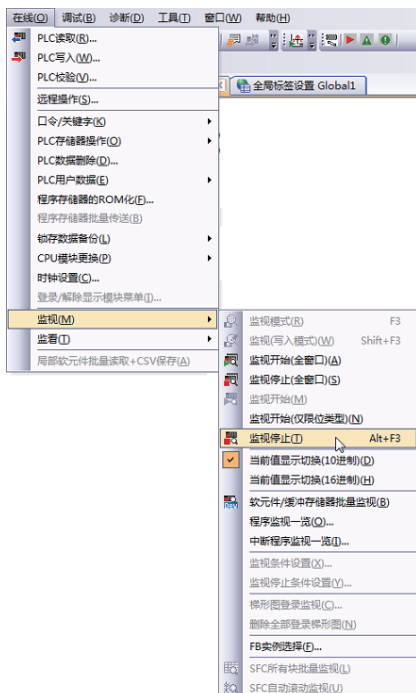 在线(O) 调试(B) 诊断(D) 工具(T) 窗口(W) 帮助(H)
PLC读取(R)...
PLC写入(W)...
PLC校验(V)...
全局标签设置 Global1
远程操作(S)...
口令/关键字(K)
PLC存储器操作(O)
PLC数据删除(D)...
PLC用户数据(E)
程序存储器的ROM化(F)...
程序存储器批量传送(B)
锁存数据备份(L)
CPU模块更换(P)
时钟设置(C)...
登录/解除显示模块菜单(I)...
监视(M)
监看(T)
局部软元件批量读取+CSV保存(A)
监视模式(R) F3
监视(写入模式)(W) Shift+F3
监视开始(全窗口)(A)
监视停止(全窗口)(S)
监视开始(M)
监视开始(仅限位类型)(N)
监视停止(T) Alt+F3
当前值显示切换(10进制)(D)
当前值显示切换(16进制)(H)
软元件/缓冲存储器批量监视(B)
程序监视一览(O)...
中断程序监视一览(J)...
监视条件设置(X)...
监视停止条件设置(Y)...
梯形图登录监视(C)...
删除全部登录梯形图(N)
FB实例选择(F)...
SFC所有块批量监视(L)
SFC自动滚动监视(U)